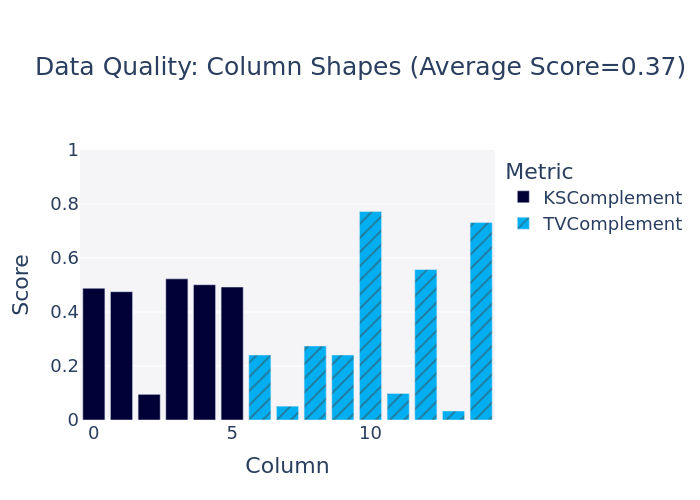 Data Quality: Column Shapes (Average Score=0.37)
1
0.8
0.6
0.4
0.2
0
Score
0
5
10
Column
Metric
KSComplement
TVComplement